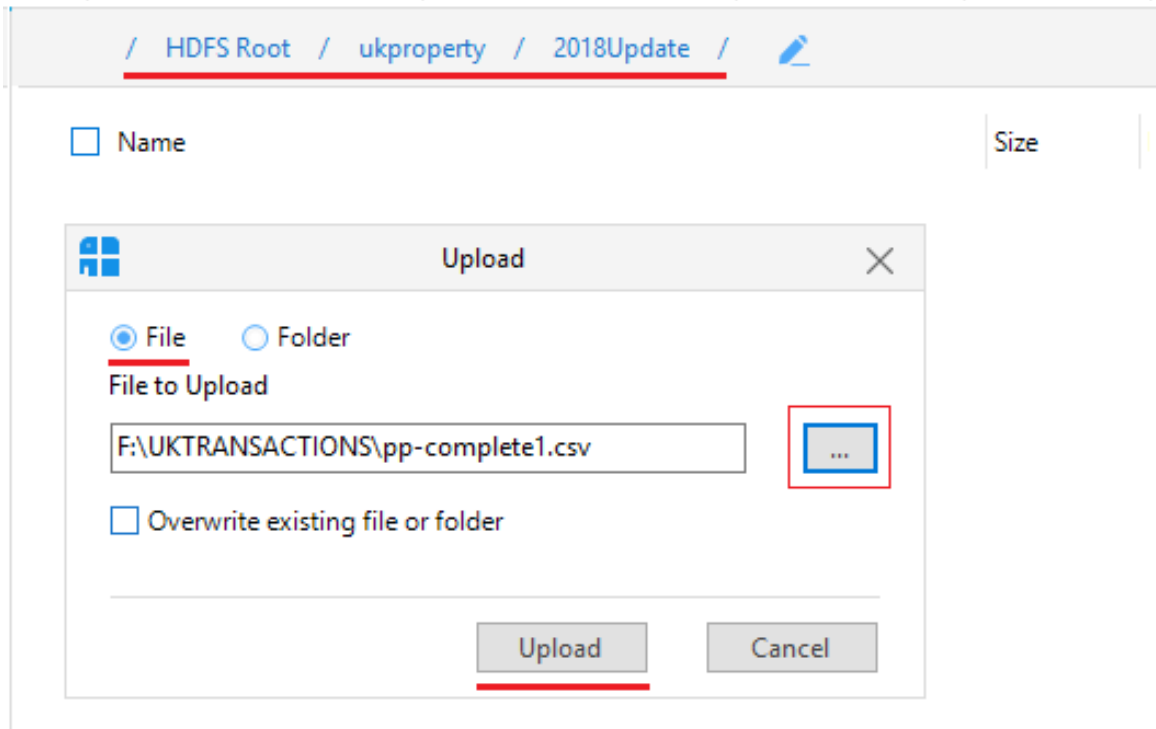 / HDFS Root / ukproperty / 2018Update /
Name Size
Upload
File Folder
File to Upload
F:\UKTRANSACTIONS\pp-complete1.csv ...
Overwrite existing file or folder
Upload Cancel